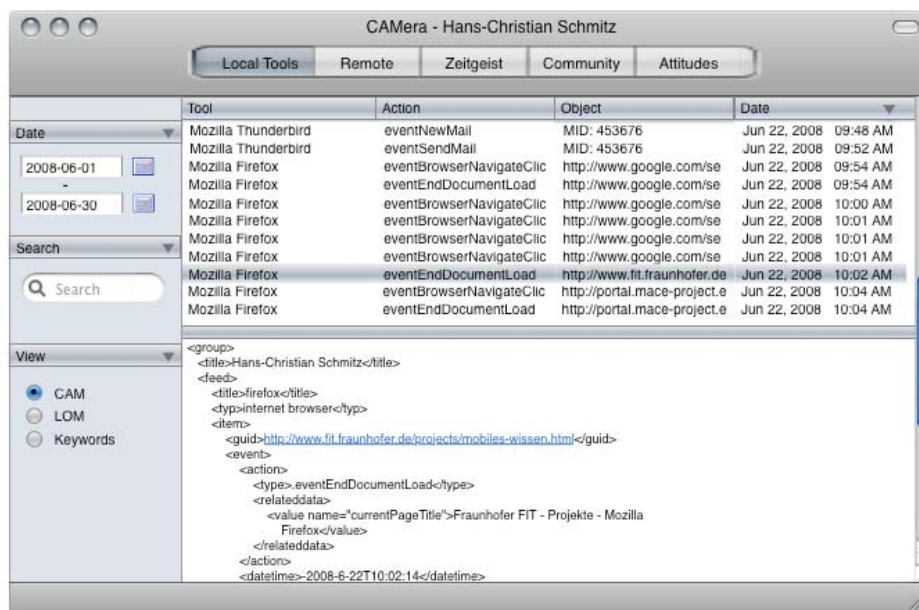 CAMera - Hans-Christian Schmitz
Local Tools Remote Zeitgeist Community Attitudes
Tool Action Object Date
Date
2008-06-01
-
2008-06-30
Search
Search
View
CAM
LOM
Keywords
Mozilla Thunderbird eventNewMail MID: 453676 Jun 22, 2008 09:48 AM
Mozilla Thunderbird eventSendMail MID: 453676 Jun 22, 2008 09:52 AM
Mozilla Firefox eventBrowserNavigateClic http://www.google.com/se Jun 22, 2008 09:54 AM
Mozilla Firefox eventEndDocumentLoad http://www.google.com/se Jun 22, 2008 09:54 AM
Mozilla Firefox eventBrowserNavigateClic http://www.google.com/se Jun 22, 2008 10:00 AM
Mozilla Firefox eventBrowserNavigateClic http://www.google.com/se Jun 22, 2008 10:01 AM
Mozilla Firefox eventBrowserNavigateClic http://www.google.com/se Jun 22, 2008 10:01 AM
Mozilla Firefox eventBrowserNavigateClic http://www.google.com/se Jun 22, 2008 10:01 AM
Mozilla Firefox eventEndDocumentLoad http://www.fit.fraunhofer.de Jun 22, 2008 10:02 AM
Mozilla Firefox eventBrowserNavigateClic http://portal.mace-project.e Jun 22, 2008 10:04 AM
Mozilla Firefox eventEndDocumentLoad http://portal.mace-project.e Jun 22, 2008 10:04 AM
<group>
<title>Hans-Christian Schmitz</title>
<feed>
<title>firefox</title>
<typ>internet browser</typ>
<item>
<guid>http://www.fit.fraunhofer.de/projects/mobiles-wissen.html</guid>
<event>
<action>
<type>.eventEndDocumentLoad</type>
<relateddata>
<value name="currentPageTitle">Fraunhofer FIT - Projekte - Mozilla
Firefox</value>
</relateddata>
</action>
<datetime>-2008-6-22T10:02:14</datetime>